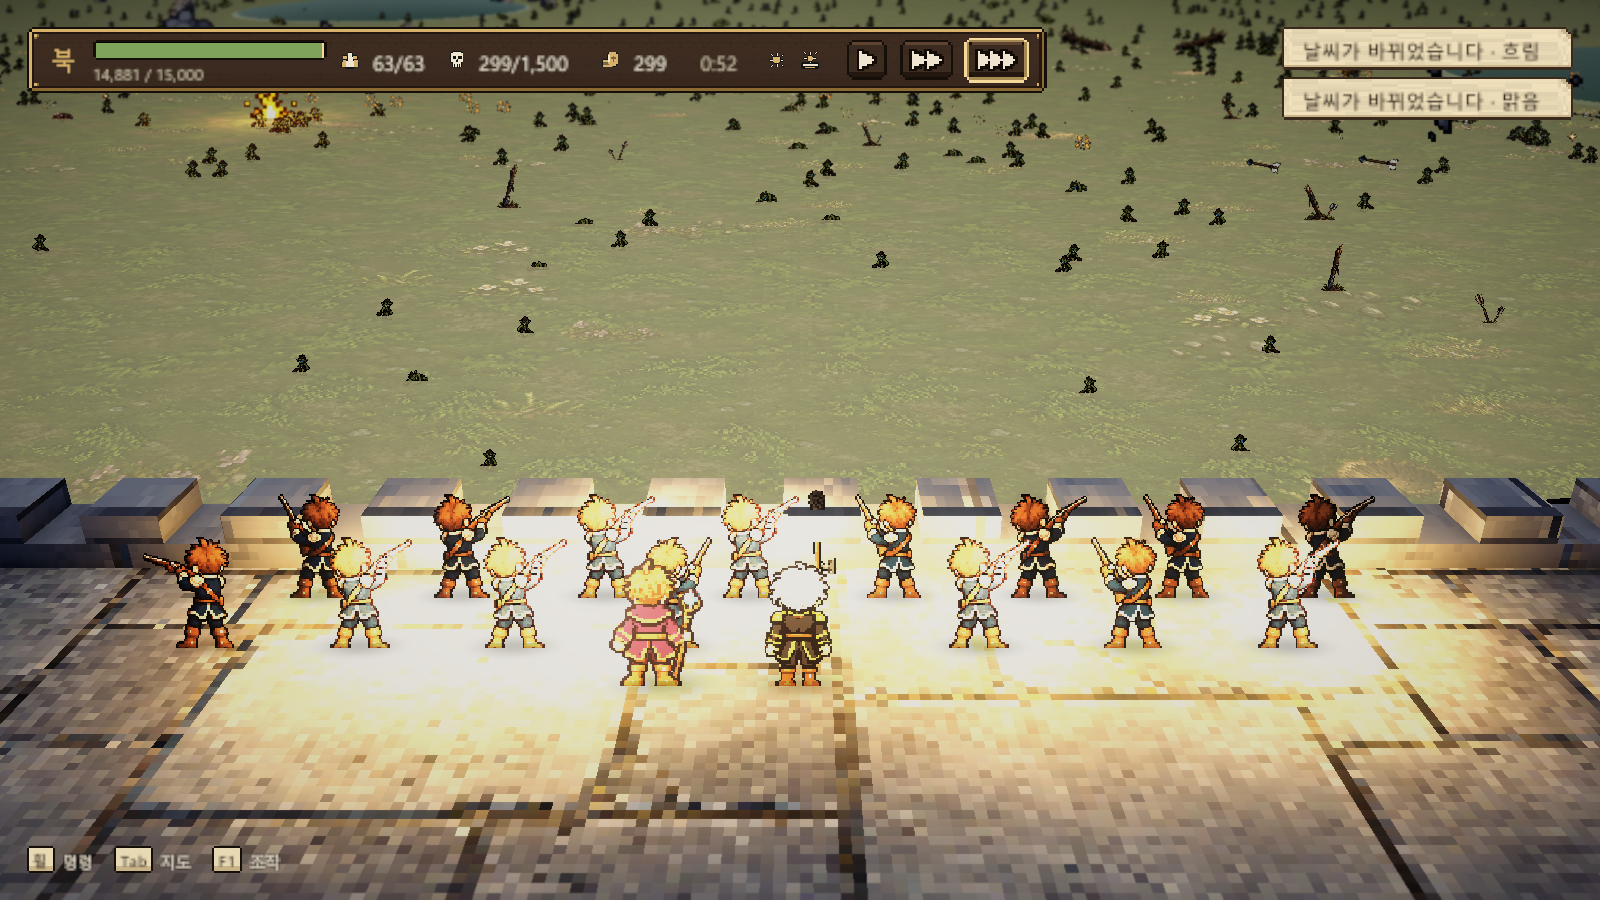 북
14,881 / 15,000
63/63
299/1,500
299
0:52
날씨가 바뀌었습니다 · 흐림
날씨가 바뀌었습니다 · 맑음
휠 명령
Tab 지도
F1 조작